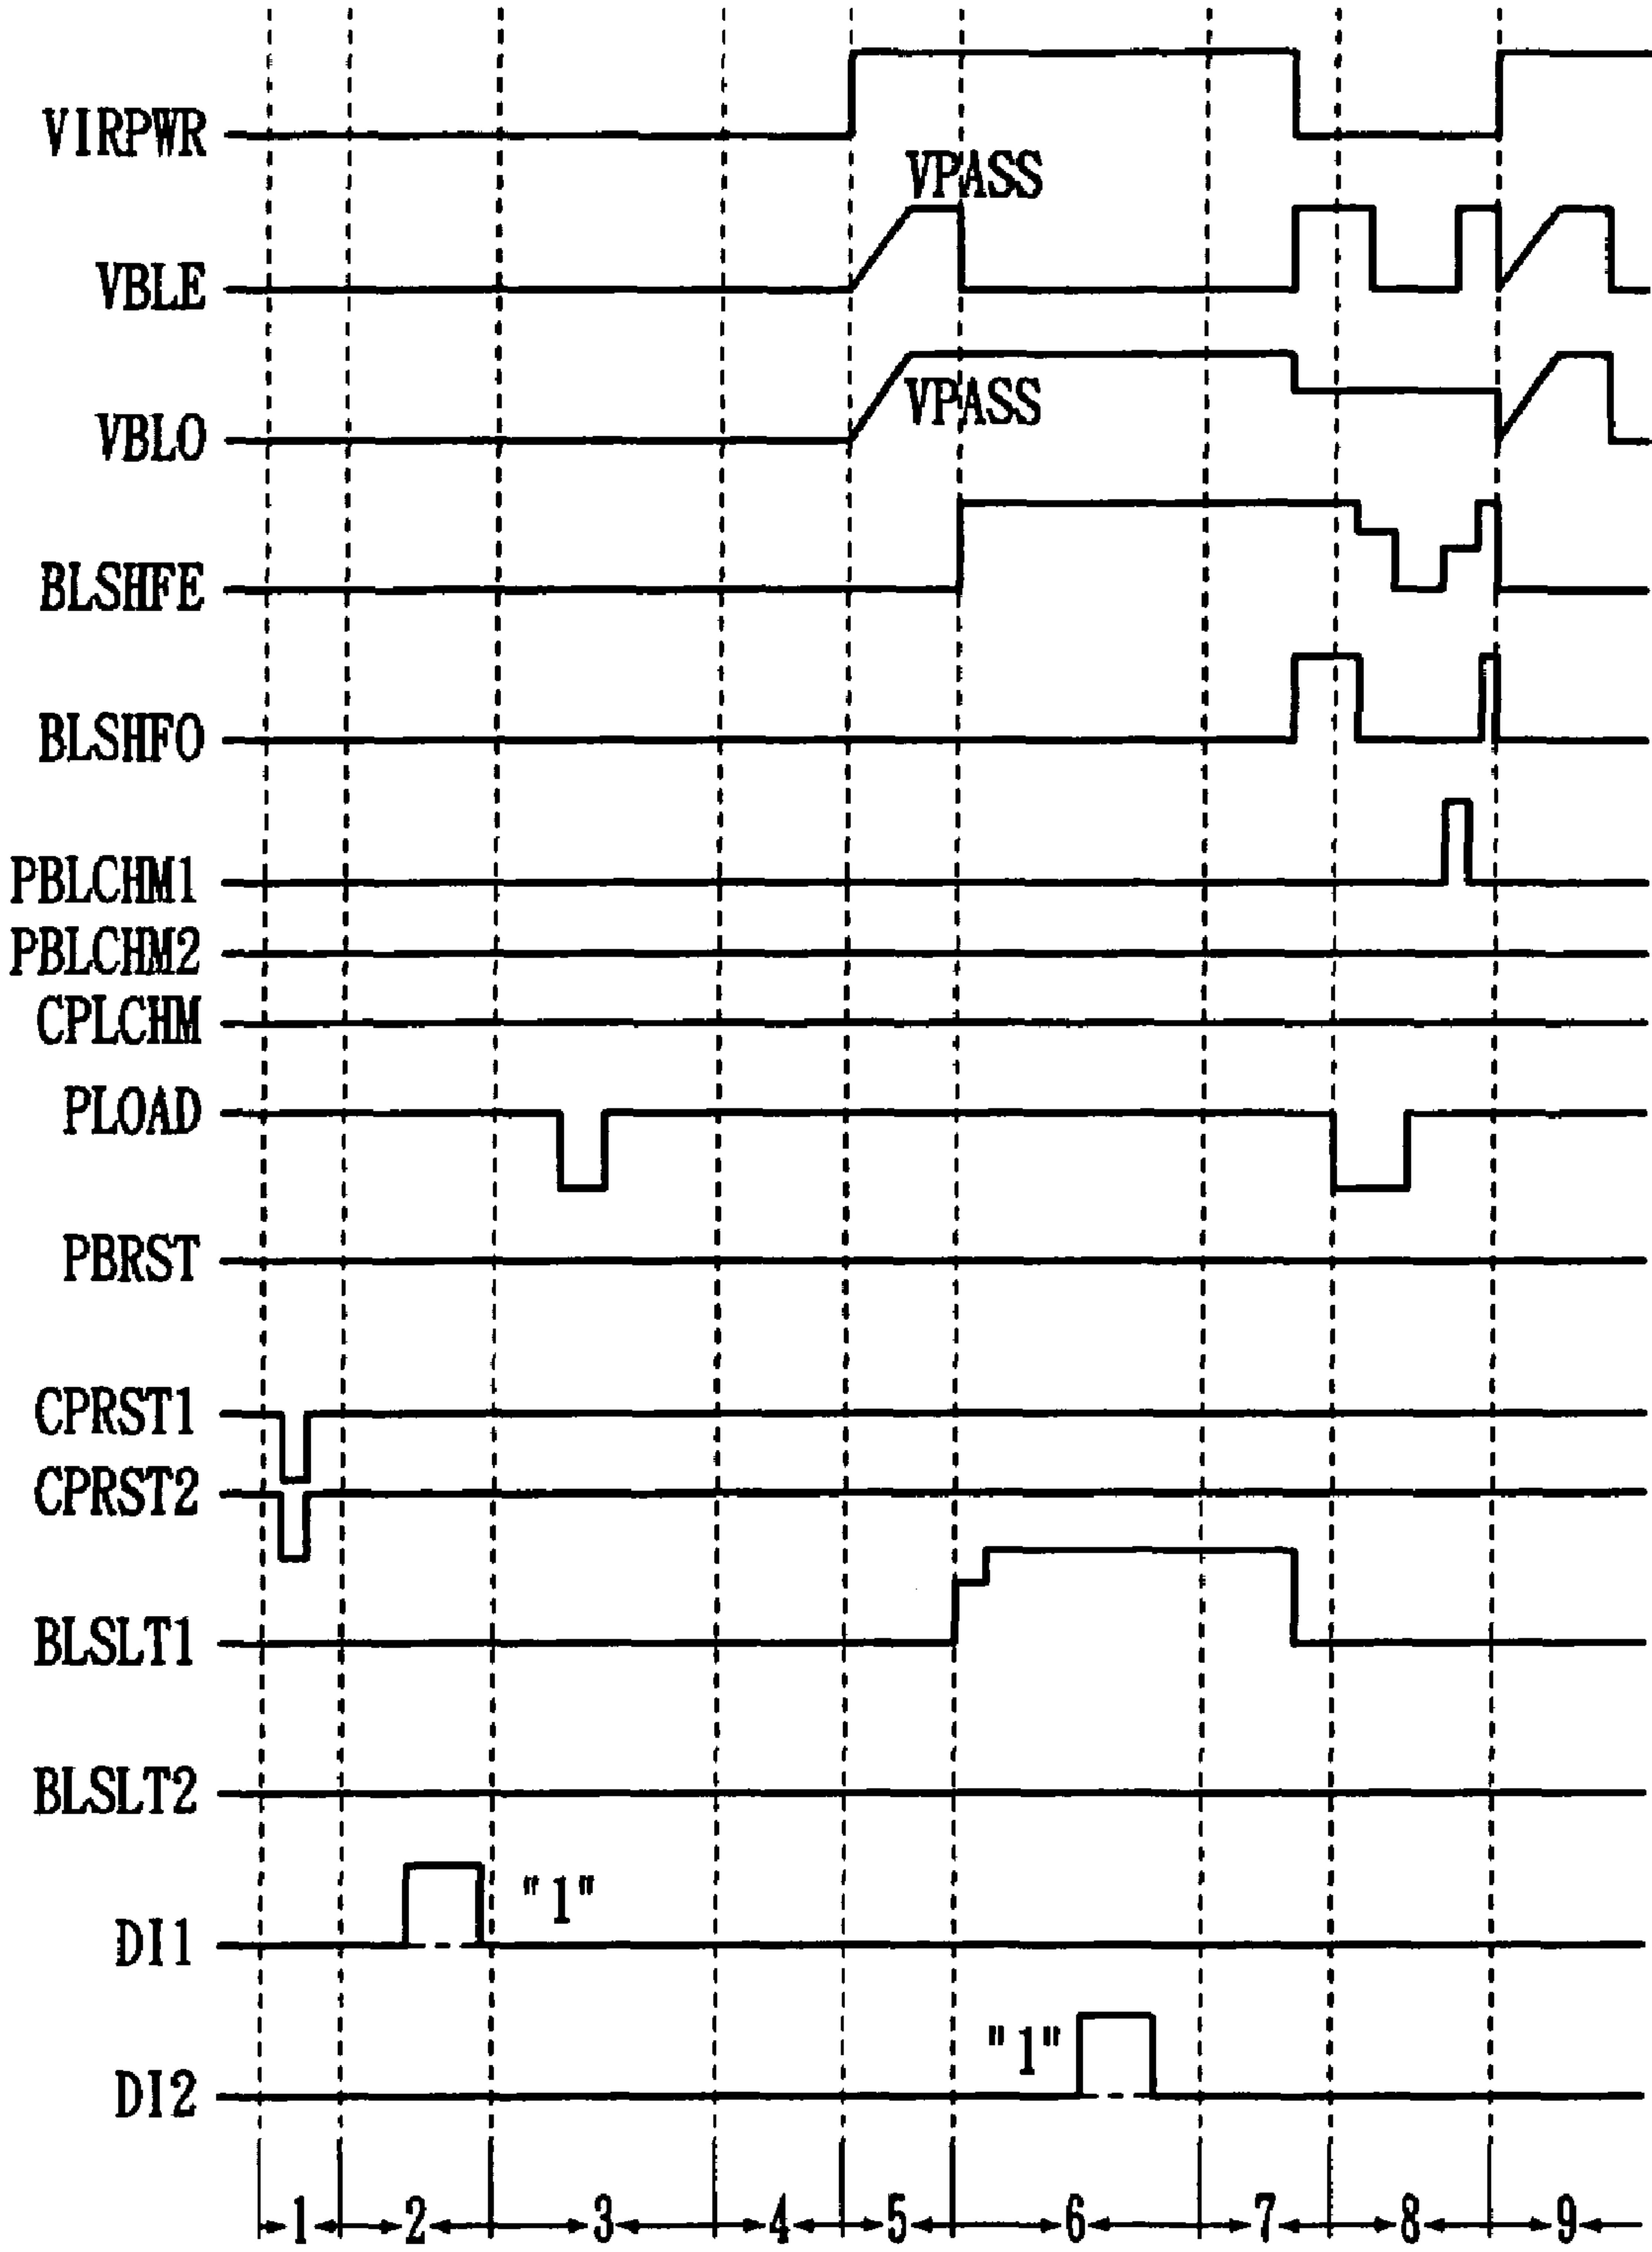 VIRPWR
VPASS
VBLE
VPASS
VBLO
BLSHFE
BLSHFO
PBLCHM1
PBLCHM2
CPLCHM
PLOAD
PBRST
CPRST1
CPRST2
BLSLT1
BLSLT2
"1"
DI1
"1"
DI2
1 2 3 4 5 6 7 8 9